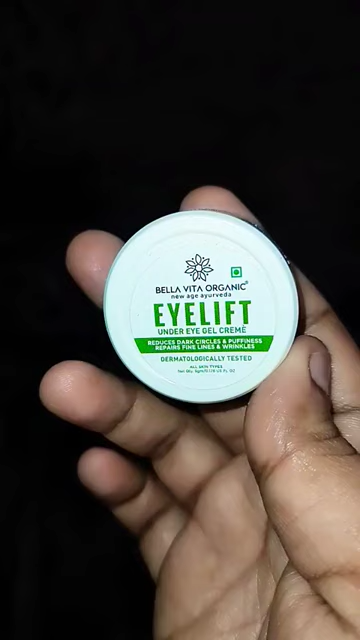 BELLA VITA ORGANIC®
new age ayurveda
EYELIFT
UNDER EYE GEL CREMÈ
REDUCES DARK CIRCLES & PUFFINESS
REPAIRS FINE LINES & WRINKLES
DERMATOLOGICALLY TESTED
ALL SKIN TYPES